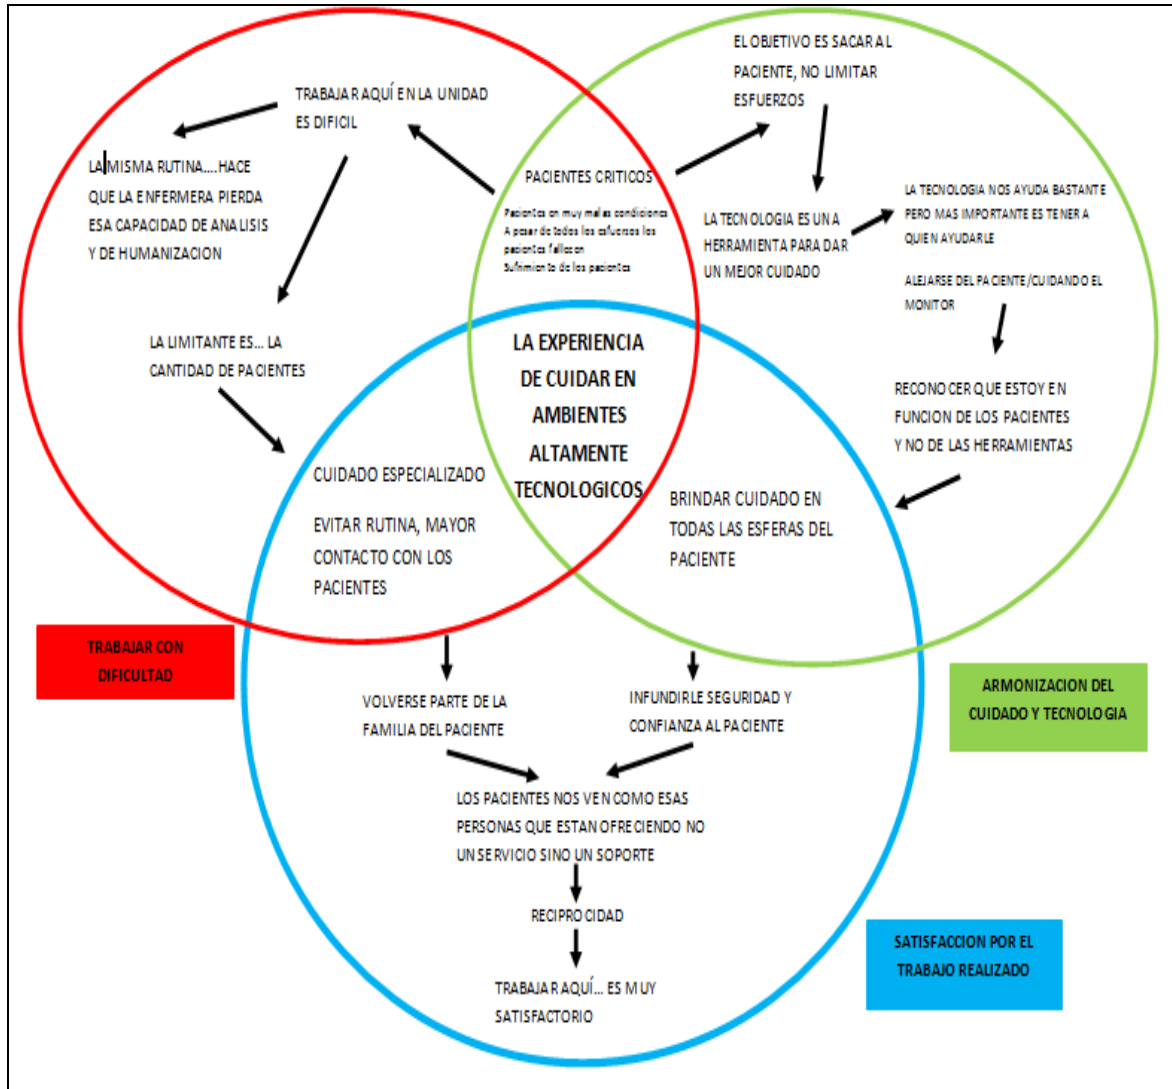 EL OBJETIVO ES SACAR AL
PACIENTE, NO LIMITAR
ESFUERZOS
TRABAJAR AQUÍ EN LA UNIDAD
ES DIFICIL
LA MISMA RUTINA....HACE
QUE LA ENFERMERA PIERDA
ESA CAPACIDAD DE ANALISIS
Y DE HUMANIZACION
PACIENTES CRITICOS
Pacientes en muy malas condiciones
A pesar de todos los esfuersos los
pacientes fallecen
Sufrimiento de los pacientes
LA TECNOLOGIA ES UNA
HERRAMIENTA PARA DAR
UN MEJOR CUIDADO
LA TECNOLOGIA NOS AYUDA BASTANTE
PERO MAS IMPORTANTE ES TENER A
QUIEN AYUDARLE
ALEJARSE DEL PACIENTE/CUIDANDO EL
MONITOR
LA LIMITANTE ES... LA
CANTIDAD DE PACIENTES
LA EXPERIENCIA
DE CUIDAR EN
AMBIENTES
ALTAMENTE
TECNOLOGICOS
RECONOCER QUE ESTOY EN
FUNCION DE LOS PACIENTES
Y NO DE LAS HERRAMIENTAS
CUIDADO ESPECIALIZADO
EVITAR RUTINA, MAYOR
CONTACTO CON LOS
PACIENTES
BRINDAR CUIDADO EN
TODAS LAS ESFERAS DEL
PACIENTE
TRABAJAR CON
DIFICULTAD
VOLVERSE PARTE DE LA
FAMILIA DEL PACIENTE
INFUNDIRLE SEGURIDAD Y
CONFIANZA AL PACIENTE
ARMONIZACION DEL
CUIDADO Y TECNOLOGIA
LOS PACIENTES NOS VEN COMO ESAS
PERSONAS QUE ESTAN OFRECIENDO NO
UN SERVICIO SINO UN SOPORTE
RECIPROCIDAD
TRABAJAR AQUÍ... ES MUY
SATISFACTORIO
SATISFACCION POR EL
TRABAJO REALIZADO